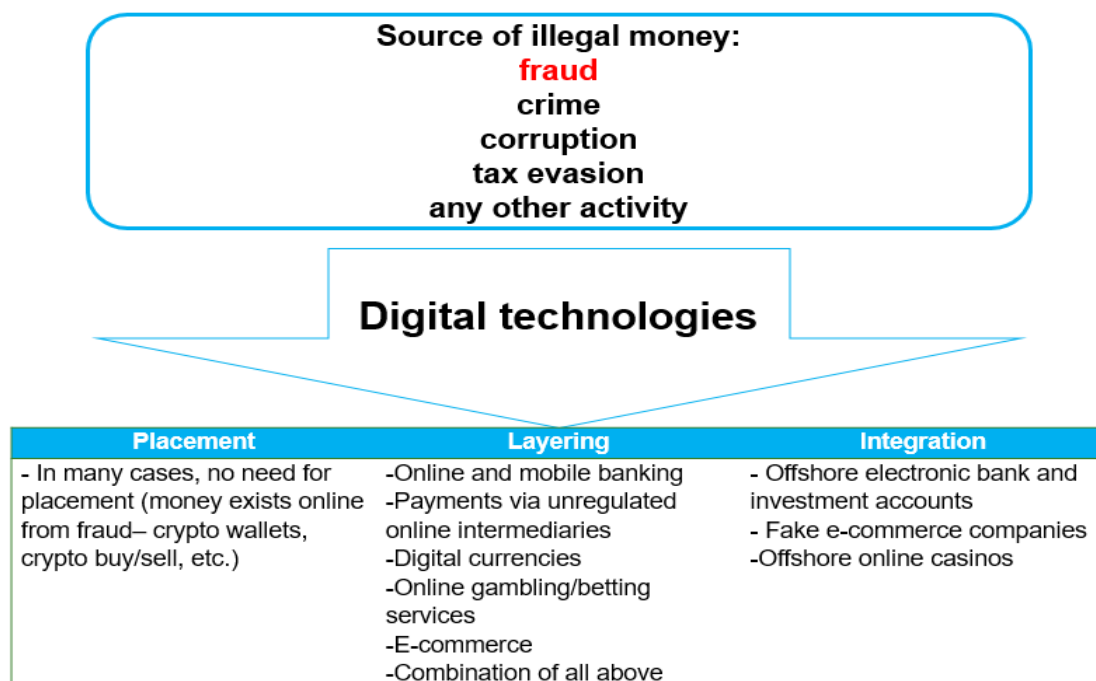 Source of illegal money:
fraud
crime
corruption
tax evasion
any other activity
Digital technologies
Placement
- In many cases, no need for
placement (money exists online
from fraud– crypto wallets,
crypto buy/sell, etc.)
Layering
-Online and mobile banking
-Payments via unregulated
online intermediaries
-Digital currencies
-Online gambling/betting
services
-E-commerce
-Combination of all above
Integration
- Offshore electronic bank and
investment accounts
- Fake e-commerce companies
-Offshore online casinos